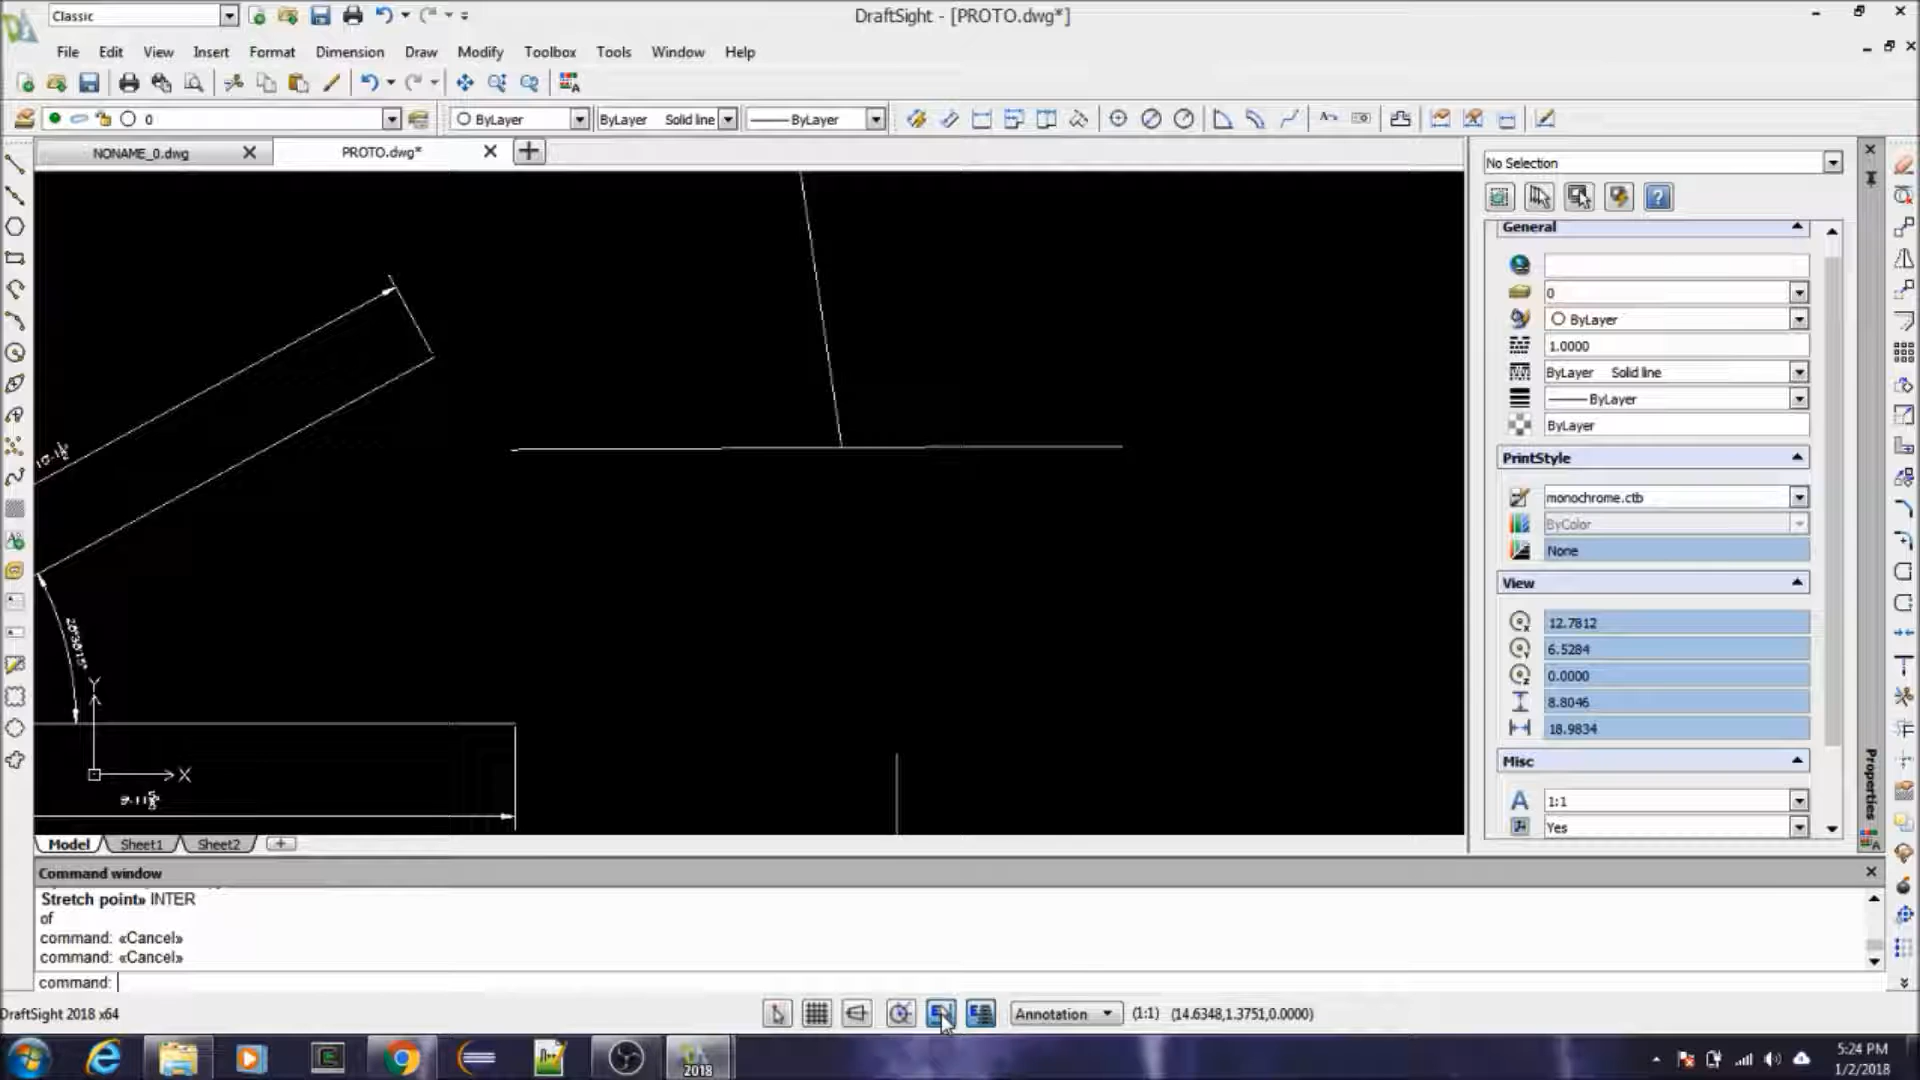 Classic
DraftSight - [PROTO.dwg*]
File Edit View Insert Format Dimension Draw Modify Toolbox Tools Window Help
0 ByLayer ByLayer Solid line ByLayer
NONAME_0.dwg PROTO.dwg*
No Selection
General
0
ByLayer
1.0000
ByLayer Solid line
ByLayer
ByLayer
PrintStyle
monochrome.ctb
ByColor
None
View
12.7812
6.5284
0.0000
8.8046
18.9834
Misc
1:1
Yes
Properties
Y
X
Model Sheet1 Sheet2
Command window
Stretch point» INTER
of
command: «Cancel»
command: «Cancel»
command:
DraftSight 2018 x64
Annotation (1:1) (14.6348,1.3751,0.0000)
2018
5:24 PM
1/2/2018